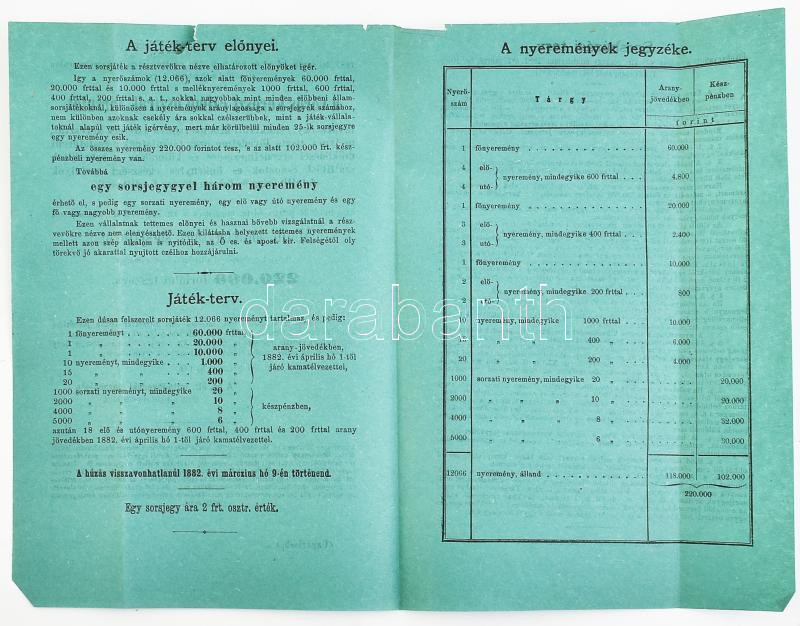 A játék-terv előnyei.
Ezen sorsjáték a résztvevőkre nézve elhatározott előnyöket igér.
Igy a nyerőszámok (12.066), azok alatt főnyeremények 60.000 frttal,
20.000 frttal és 10.000 frttal s melléknyeremények 1000 frttal, 600 frttal,
400 frttal, 200 frttal s. a. t., sokkal nagyobbak mint minden előbbeni állam-
sorsjátékoknál, különösen a nyeremények aránylagossága a sorsjegyek számához,
nem különben azoknak csekély ára sokkal czélszerübbek, mint a játék-vállala-
toknál alapúl vett játék igérvény, mert már körülbelül minden 25-ik sorsjegyre
egy nyeremény esik.
Az összes nyeremény 220.000 forintot tesz, 's az alatt 102.000 frt. kész-
pénzbeli nyeremény van.
Továbbá
egy sorsjegygyel három nyeremény
érhető el, s pedig egy sorzati nyeremény, egy elő vagy útó nyeremény és egy
fő vagy nagyobb nyeremény.
Ezen vállalatnak tettemes előnyei és hasznai bővebb vizsgálatnál a rész-
vevőkre nézve nem elenyészhető. Ezen kilátásba helyezett tettemes nyeremények
mellett azon szép alkalom is nyitódik, az Ő cs. és apost. kir. Felségétől oly
törekvő jó akarattal nyujtott czélhoz hozzájárulni.
Játék-terv.
Ezen dúsan felszerelt sorsjáték 12.066 nyereményt tartalmaz, és pedig:
1 főnyereményt . . . . . 60.000 frttal
1 „ „ . . . . . 20.000 „
1 „ „ . . . . . 10.000 „
10 nyereményt, mindegyike . . . 1.000 „
15 „ „ . . . 400 „
20 „ „ . . . 200 „
arany-jövedékben,
1882. évi április hó 1-től
járó kamatélvezettel,
1000 sorzati nyereményt, mindegyike 20 „
2000 „ „ „ 10 „
4000 „ „ „ 8 „
5000 „ „ „ 6 „
készpénzben,
azután 18 elő és utónyerémény 600 frttal, 400 frttal és 200 frttal arany
jövedékben 1882. évi április hó 1-től járó kamatélvezettel.
A húzás visszavonhatlanúl 1882. évi márczius hó 9-én történend.
Egy sorsjegy ára 2 frt. osztr. érték.
A nyeremények jegyzéke.
Nyerő-szám Tárgy Arany-jövedékben Kész-pénzben
forint
1 főnyeremény . . . . . 60.000
4 elő-
4 utó-
nyeremény, mindegyike 600 frttal . . . 4.800
1 főnyeremény . . . . . 20.000
3 elő-
3 utó-
nyeremény, mindegyike 400 frttal . . . 2.400
1 főnyeremény . . . . . 10.000
2 elő-
2 utó-
nyeremény, mindegyike 200 frttal . . . 800
10 nyeremény, mindegyike 1000 frttal . . . 10.000
„ „ 400 „ . . . 6.000
20 „ „ 200 „ . . . 4.000
1000 sorzati nyeremény, mindegyike 20 „ . . . 20.000
2000 „ „ „ 10 „ . . . 20.000
4000 „ „ „ 8 „ . . . 32.000
5000 „ „ „ 6 „ . . . 30.000
12066 nyeremény, álland . . . 118.000 102.000
220.000
darabanth